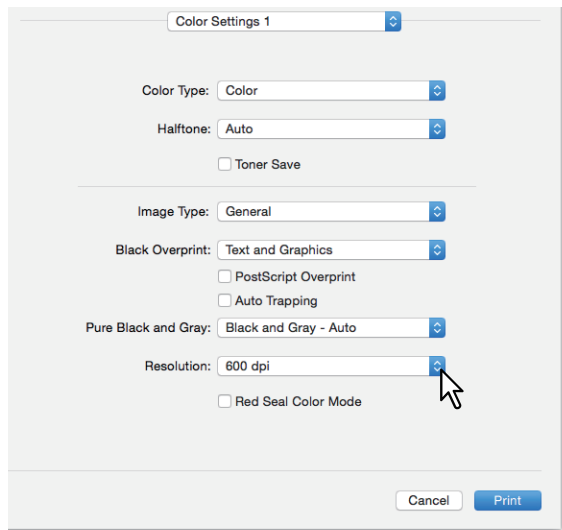 Color Settings 1
Color Type: Color
Halftone: Auto
Toner Save
Image Type: General
Black Overprint: Text and Graphics
PostScript Overprint
Auto Trapping
Pure Black and Gray: Black and Gray - Auto
Resolution: 600 dpi
Red Seal Color Mode
Cancel Print